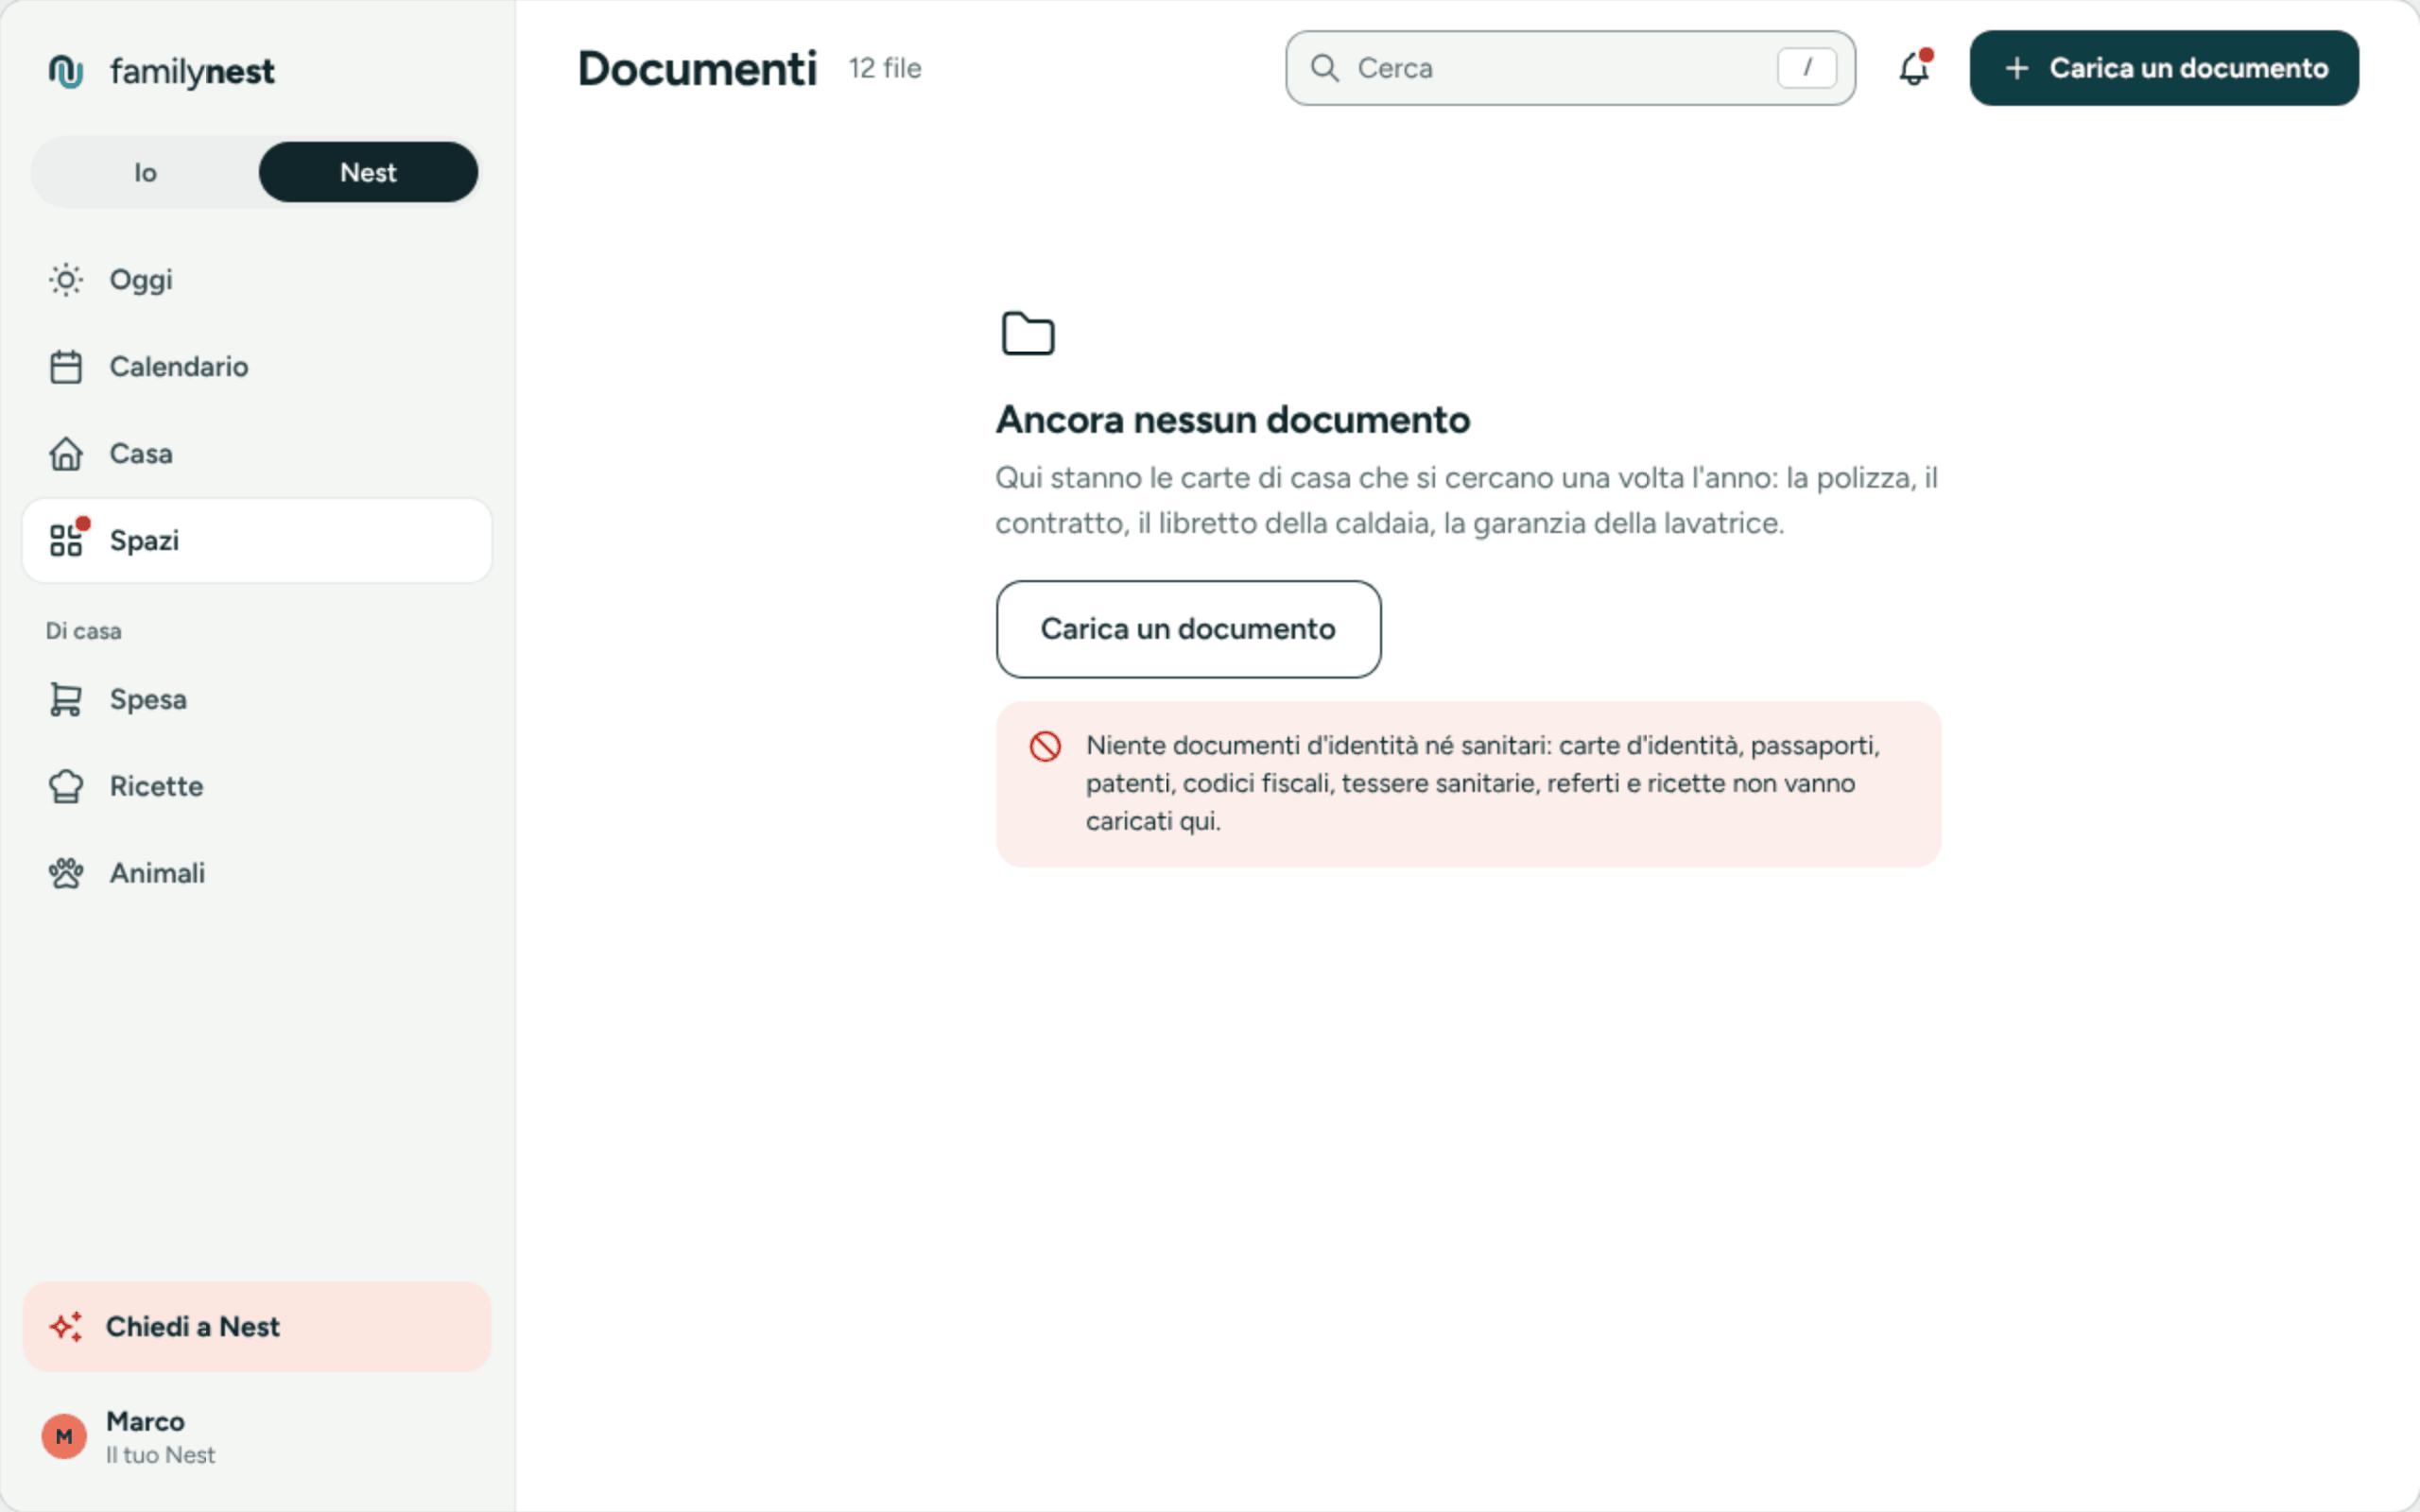 familynest
Io
Nest
Oggi
Calendario
Casa
Spazi
Di casa
Spesa
Ricette
Animali
Chiedi a Nest
M
Marco
Il tuo Nest
Documenti
12 file
Cerca
/
+ Carica un documento
Ancora nessun documento
Qui stanno le carte di casa che si cercano una volta l'anno: la polizza, il
contratto, il libretto della caldaia, la garanzia della lavatrice.
Carica un documento
Niente documenti d'identità né sanitari: carte d'identità, passaporti,
patenti, codici fiscali, tessere sanitarie, referti e ricette non vanno
caricati qui.